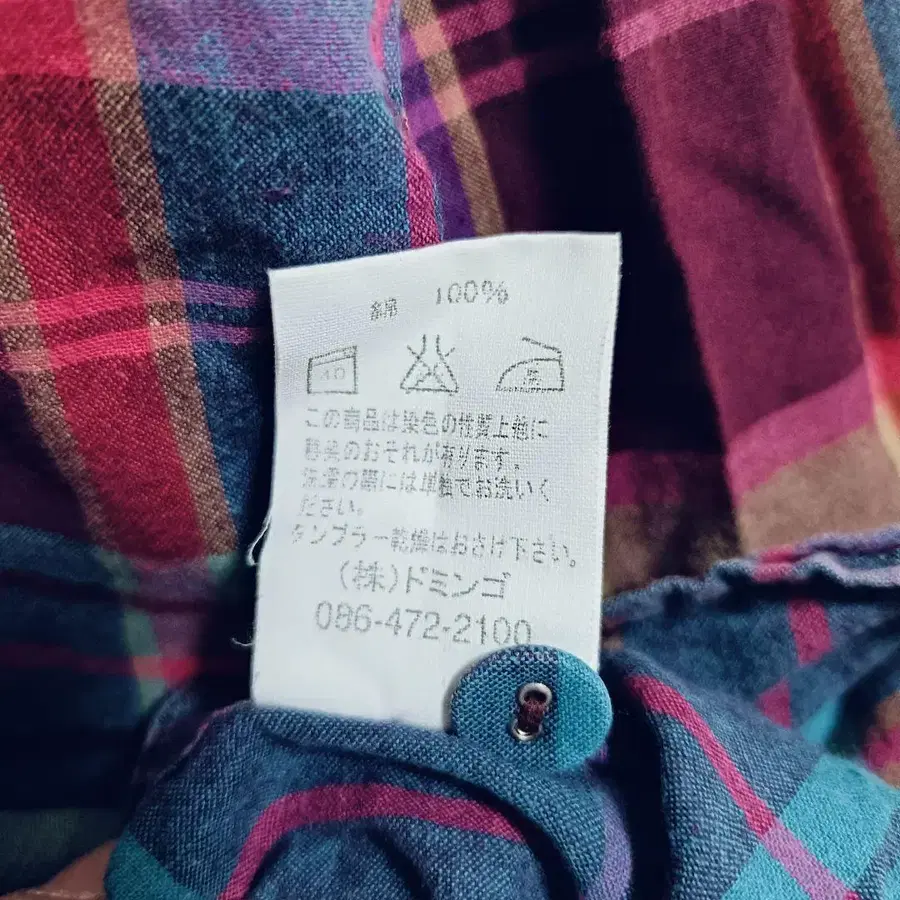 綿 100%
40
中
この商品は染色の性質上他に
移染のおそれが有ります。
洗濯の際には単独でお洗いく
ださい。
タンブラー乾燥はおさけ下さい。
(株)ドミンゴ
086-472-2100